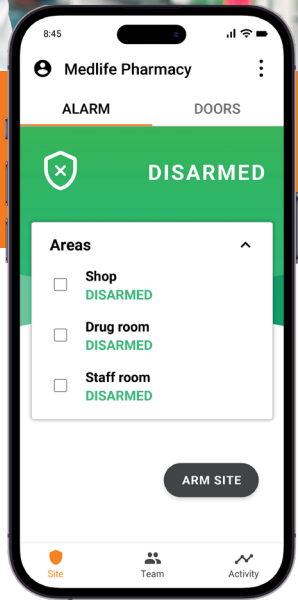 8:45
Medlife Pharmacy
ALARM DOORS
DISARMED
Areas
Shop
DISARMED
Drug room
DISARMED
Staff room
DISARMED
ARM SITE
Site Team Activity